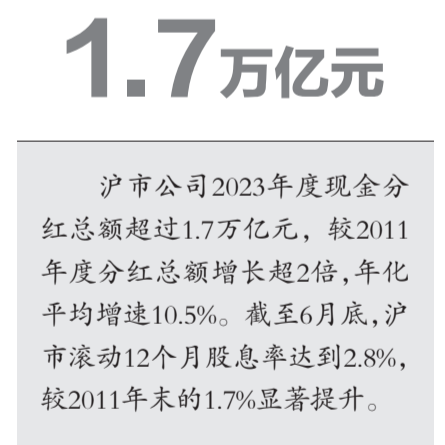 1.7万亿元
沪市公司2023年度现金分
红总额超过1.7万亿元，较2011
年度分红总额增长超2倍，年化
平均增速10.5%。截至6月底，沪
市滚动12个月股息率达到2.8%，
较2011年末的1.7%显著提升。